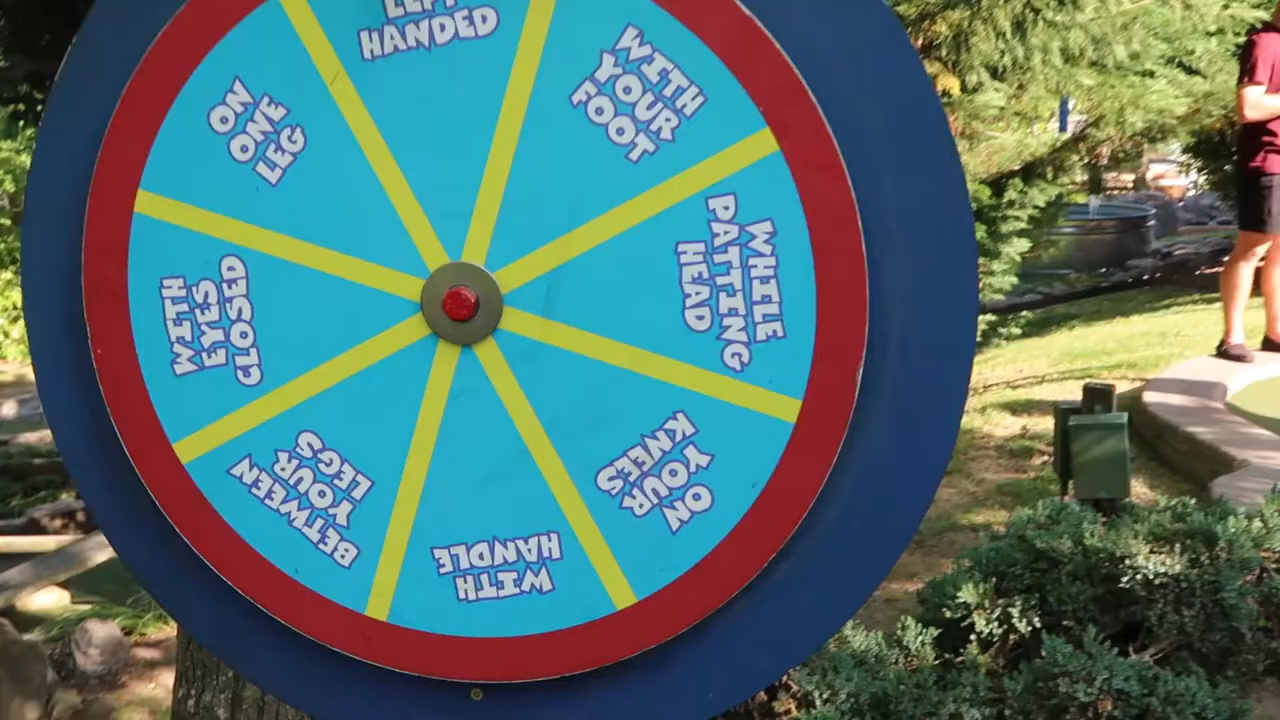 LEFT
HANDED
WITH
YOUR
FOOT
WHILE
PATTING
HEAD
ON
YOUR
KNEES
WITH
HANDLE
BETWEEN
YOUR
LEGS
WITH
EYES
CLOSED
ON
ONE
LEG